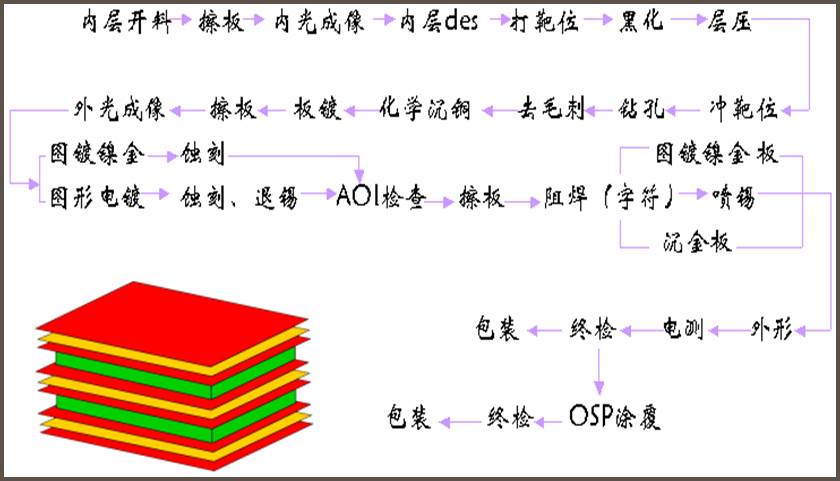 内层开料 擦板 内光成像 内层des 打靶位 黑化 层压
外光成像 擦板 板镀 化学沉铜 去毛刺 钻孔 冲靶位
图镀镍金 蚀刻 图镀镍金 板
图形电镀 蚀刻、退锡 AOI检查 擦板 阻焊（字符） 喷锡
沉金板
包装 终检 电测 外形
包装 终检 OSP涂覆